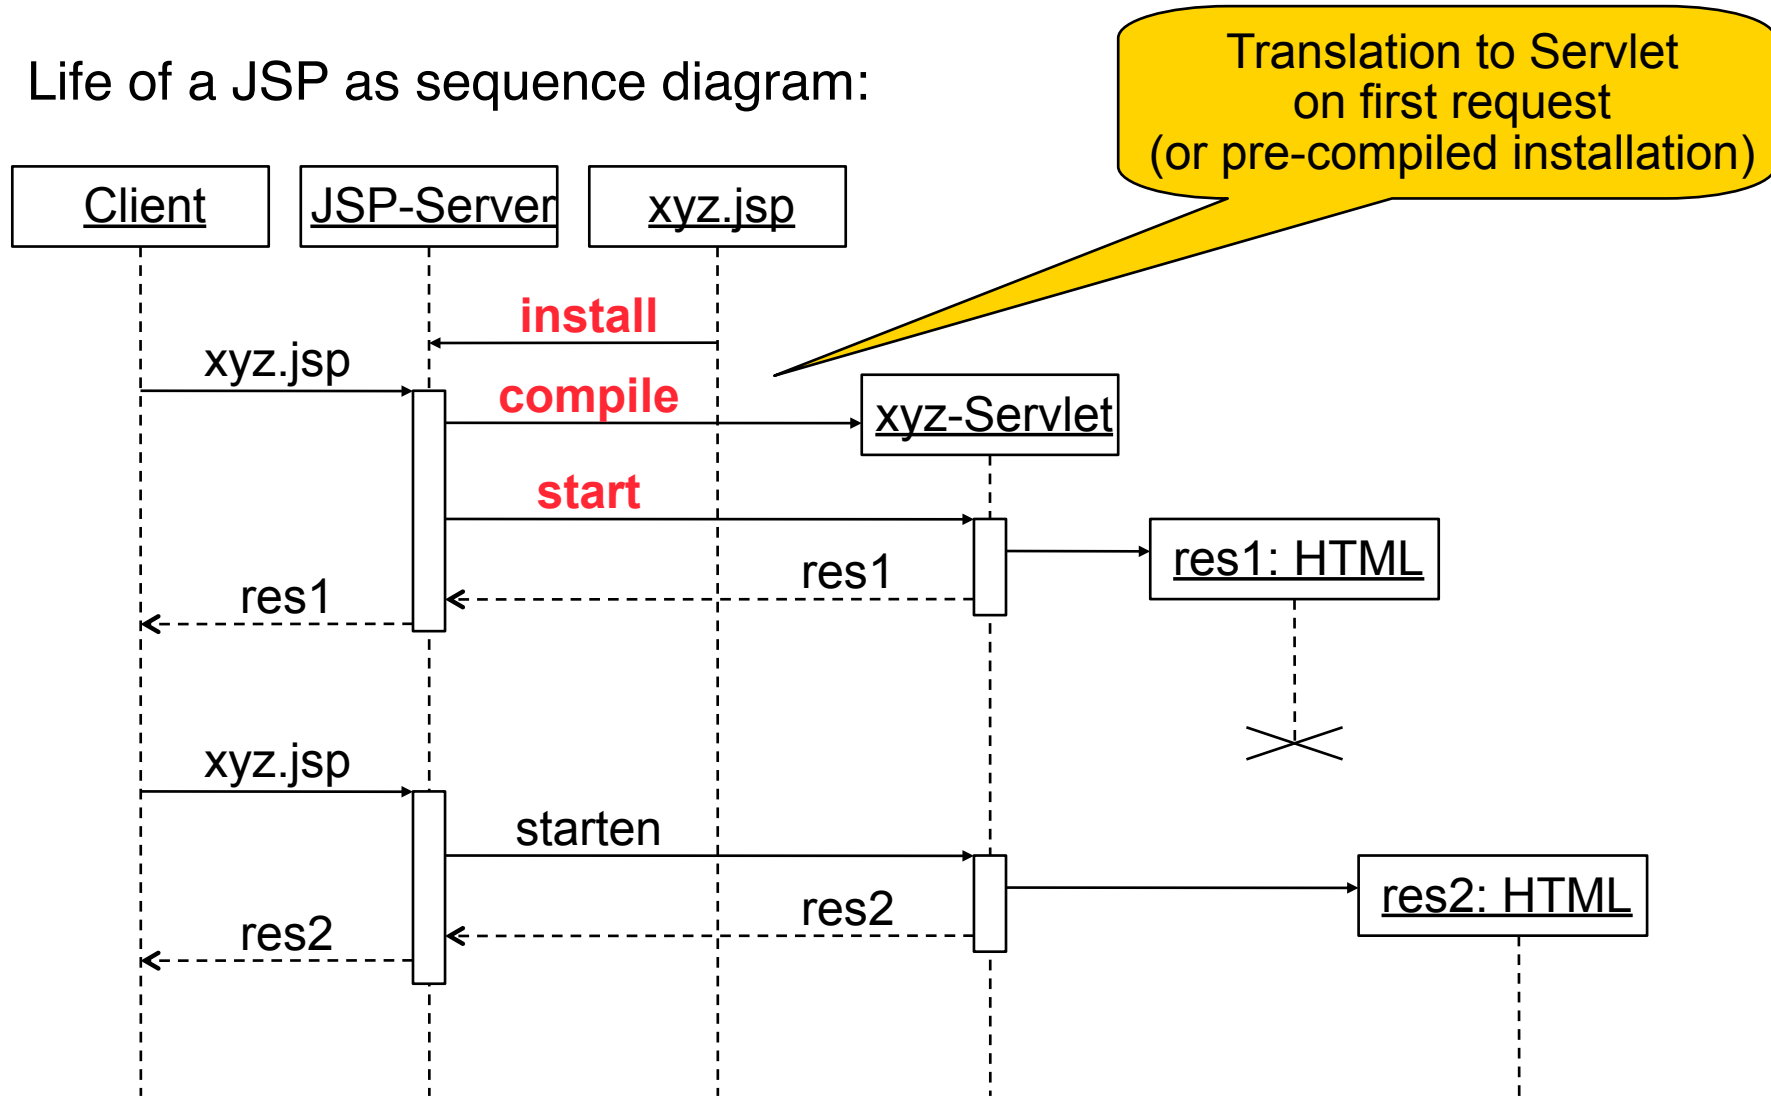 Life of a JSP as sequence diagram:
Translation to Servlet
on first request
(or pre-compiled installation)
Client
JSP-Server
xyz.jsp
install
xyz.jsp
compile
xyz-Servlet
start
res1: HTML
res1
res1
xyz.jsp
starten
res2: HTML
res2
res2